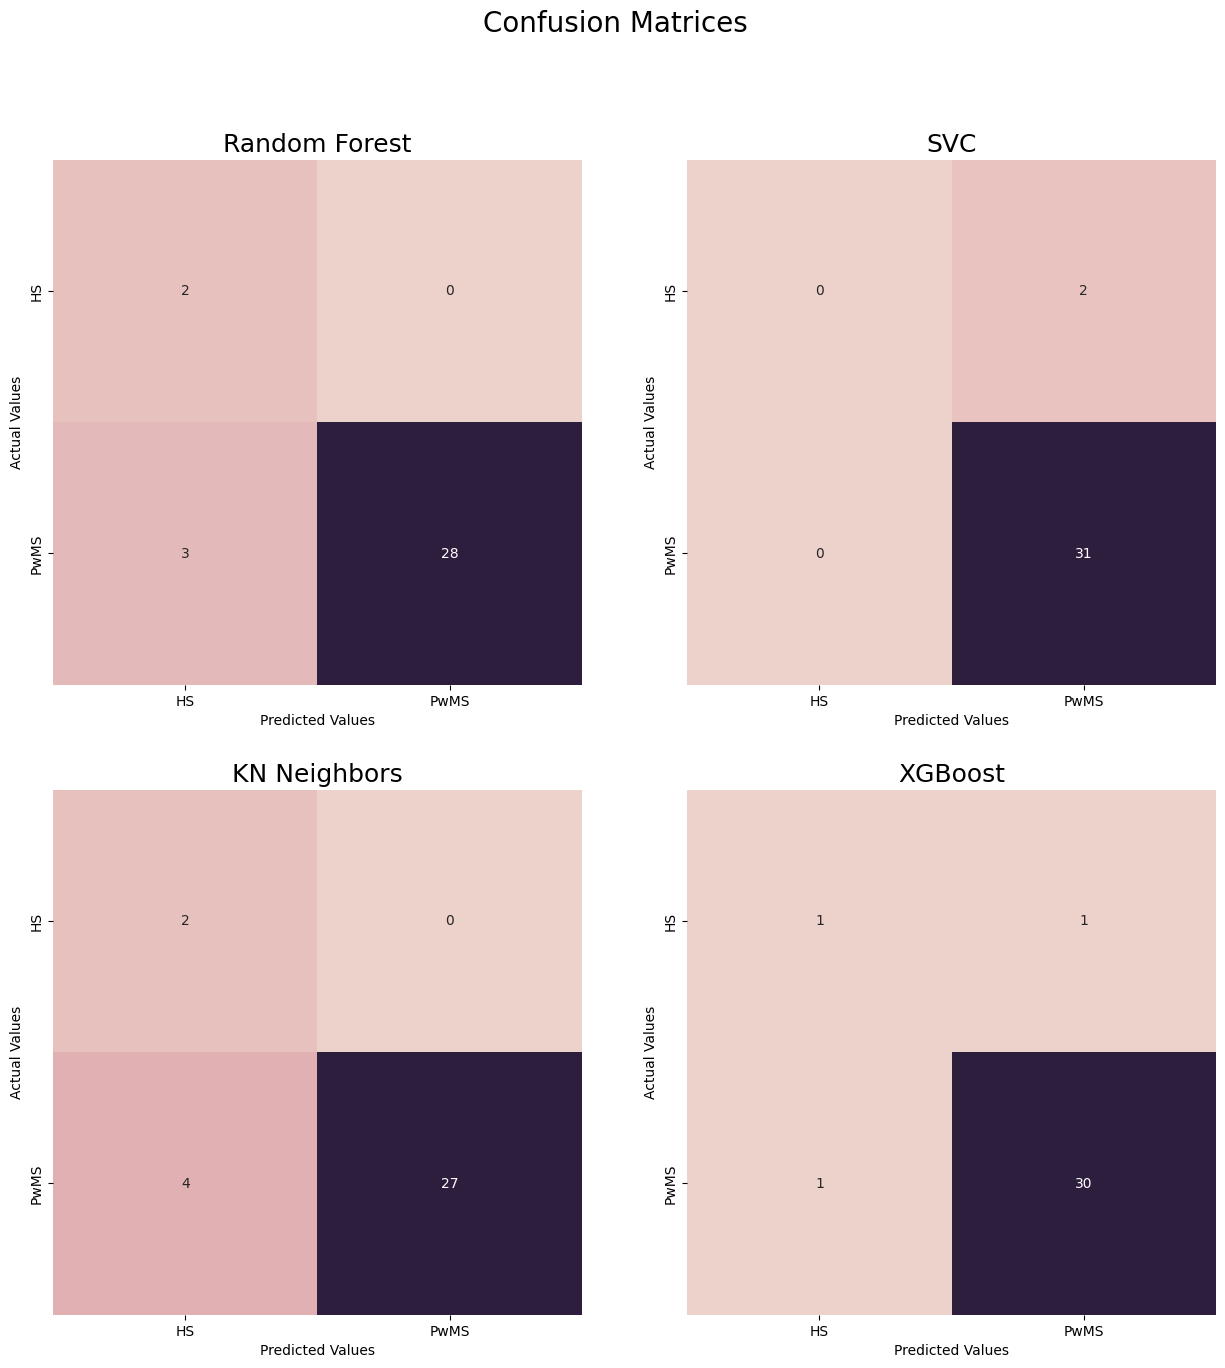 Confusion Matrices
Random Forest
HS
2
0
Actual Values
PwMS
3
28
HS
PwMS
Predicted Values
SVC
HS
0
2
Actual Values
PwMS
0
31
HS
PwMS
Predicted Values
KN Neighbors
HS
2
0
Actual Values
PwMS
4
27
HS
PwMS
Predicted Values
XGBoost
HS
1
1
Actual Values
PwMS
1
30
HS
PwMS
Predicted Values